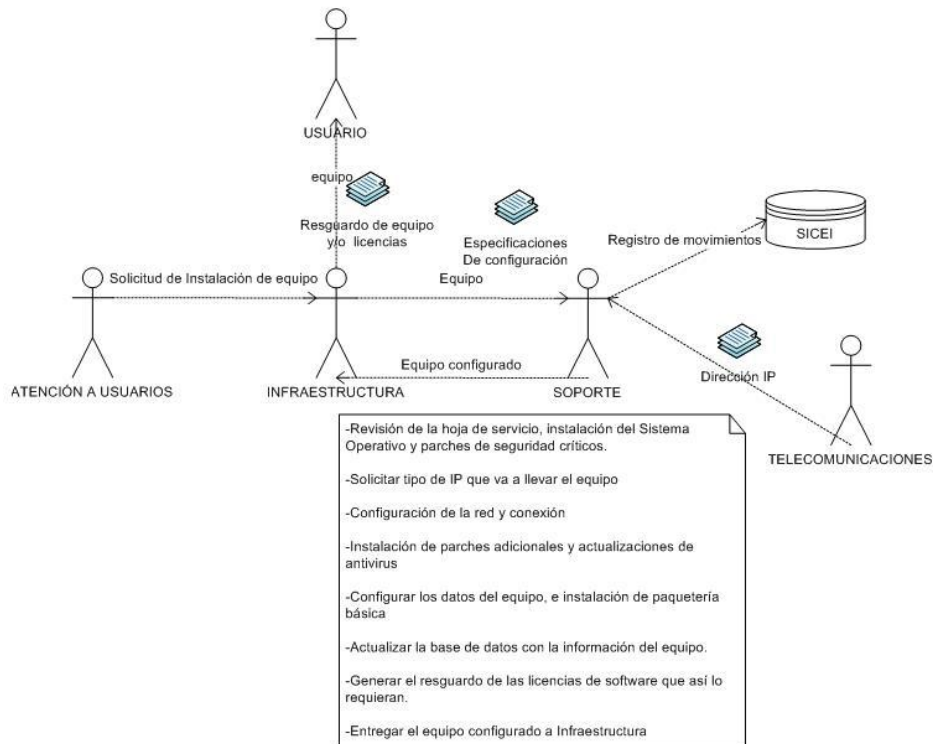 USUARIO
equipo
Resguardo de equipo
y/o licencias
Especificaciones
De configuración
Registro de movimientos
SICEI
Solicitud de Instalación de equipo
Equipo
Equipo configurado
Dirección IP
ATENCIÓN A USUARIOS
INFRAESTRUCTURA
SOPORTE
TELECOMUNICACIONES
-Revisión de la hoja de servicio, instalación del Sistema
Operativo y parches de seguridad críticos.
-Solicitar tipo de IP que va a llevar el equipo
-Configuración de la red y conexión
-Instalación de parches adicionales y actualizaciones de
antivirus
-Configurar los datos del equipo, e instalación de paquetería
básica
-Actualizar la base de datos con la información del equipo.
-Generar el resguardo de las licencias de software que así lo
requieran.
-Entregar el equipo configurado a Infraestructura